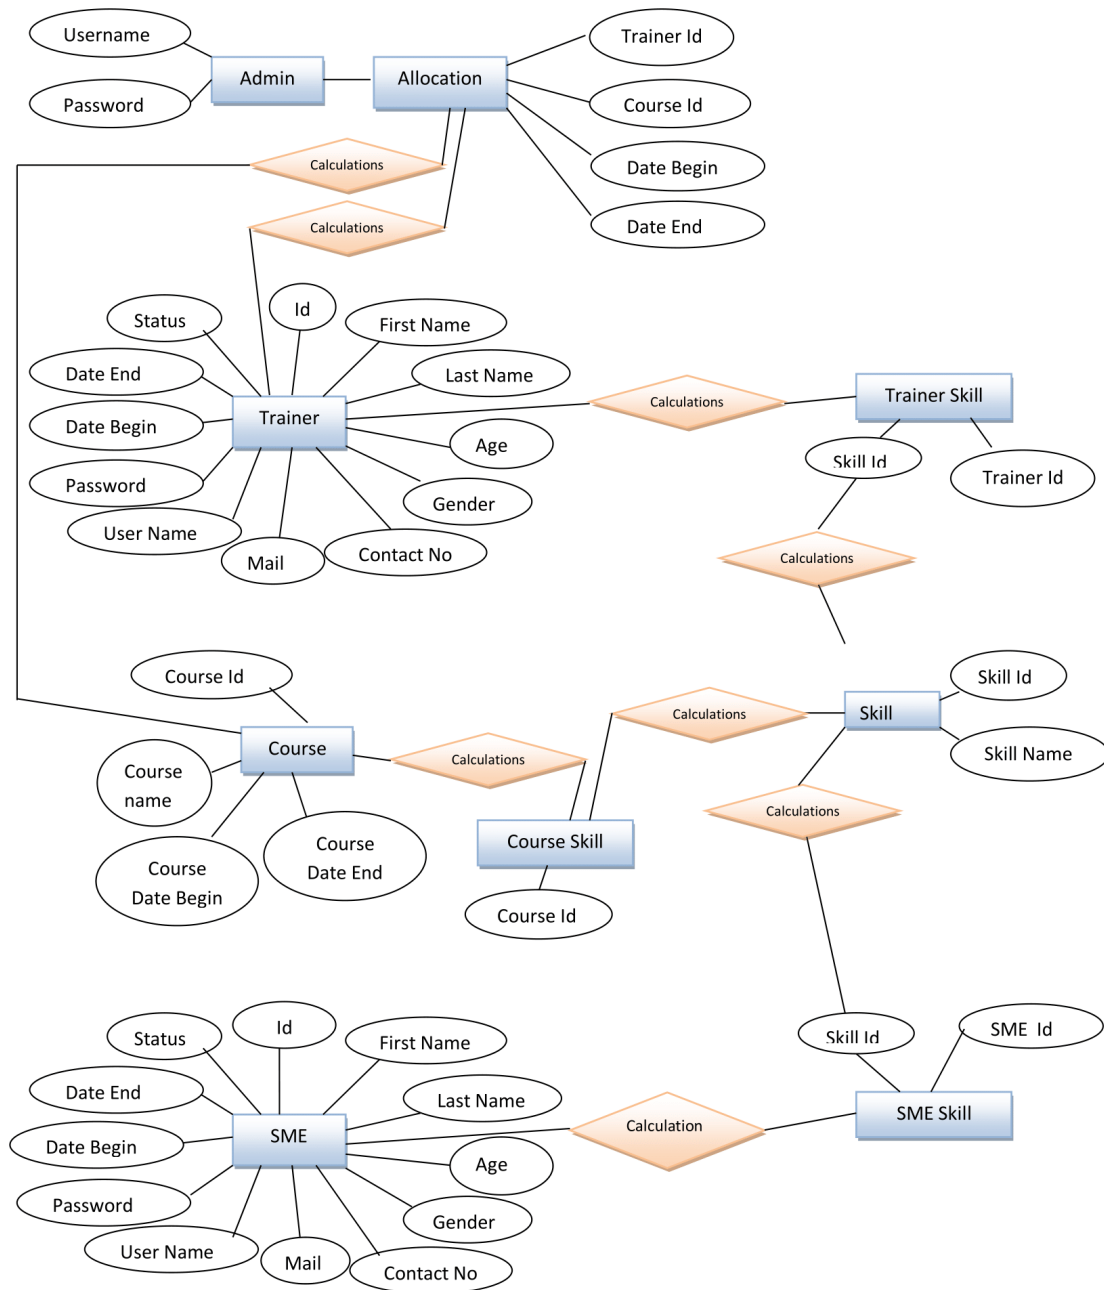 Username
Trainer Id
Admin
Allocation
Password
Course Id
Calculations
Date Begin
Calculations
Date End
Id
Status
First Name
Date End
Last Name
Calculations
Trainer Skill
Trainer
Date Begin
Age
Skill Id
Trainer Id
Password
Gender
User Name
Mail
Contact No
Calculations
Course Id
Skill Id
Calculations
Skill
Course
Calculations
Skill Name
Course
name
Calculations
Course Skill
Course
Date End
Course
Date Begin
Course Id
Id
Status
First Name
Skill Id
SME Id
Date End
Last Name
SME Skill
Calculation
SME
Date Begin
Age
Password
Gender
User Name
Mail
Contact No